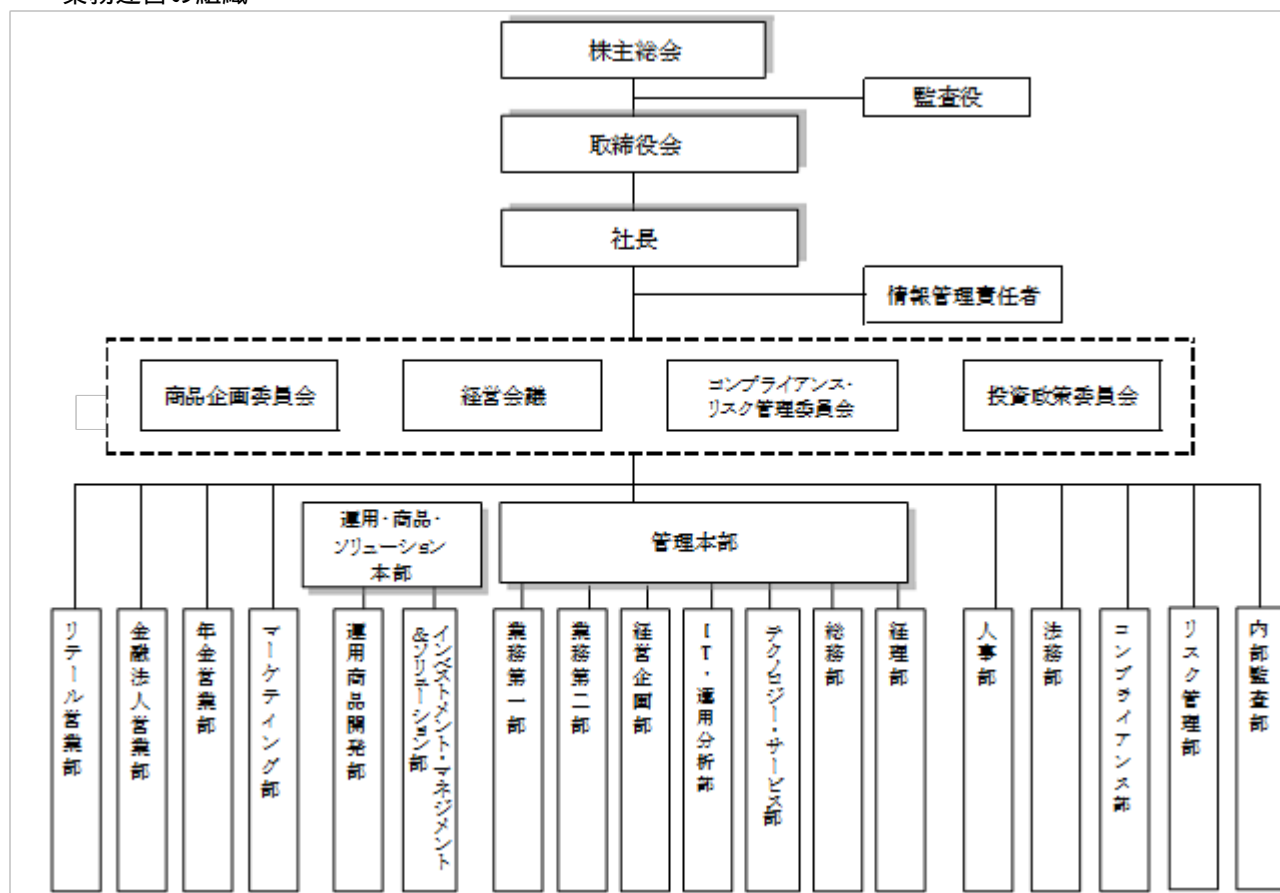 業務運営の組織
株主総会
監査役
取締役会
社長
情報管理責任者
商品企画委員会
経営会議
コンプライアンス・
リスク管理委員会
投資政策委員会
運用・商品・
ソリューション
本部
管理本部
リテール営業部
金融法人営業部
年金営業部
マーケティング部
運用商品開発部
インベストメント・マネジメント
&ソリューション部
業務第一部
業務第二部
経営企画部
IT・運用分析部
テクノロジー・サービス部
総務部
経理部
人事部
法務部
コンプライアンス部
リスク管理部
内部監査部